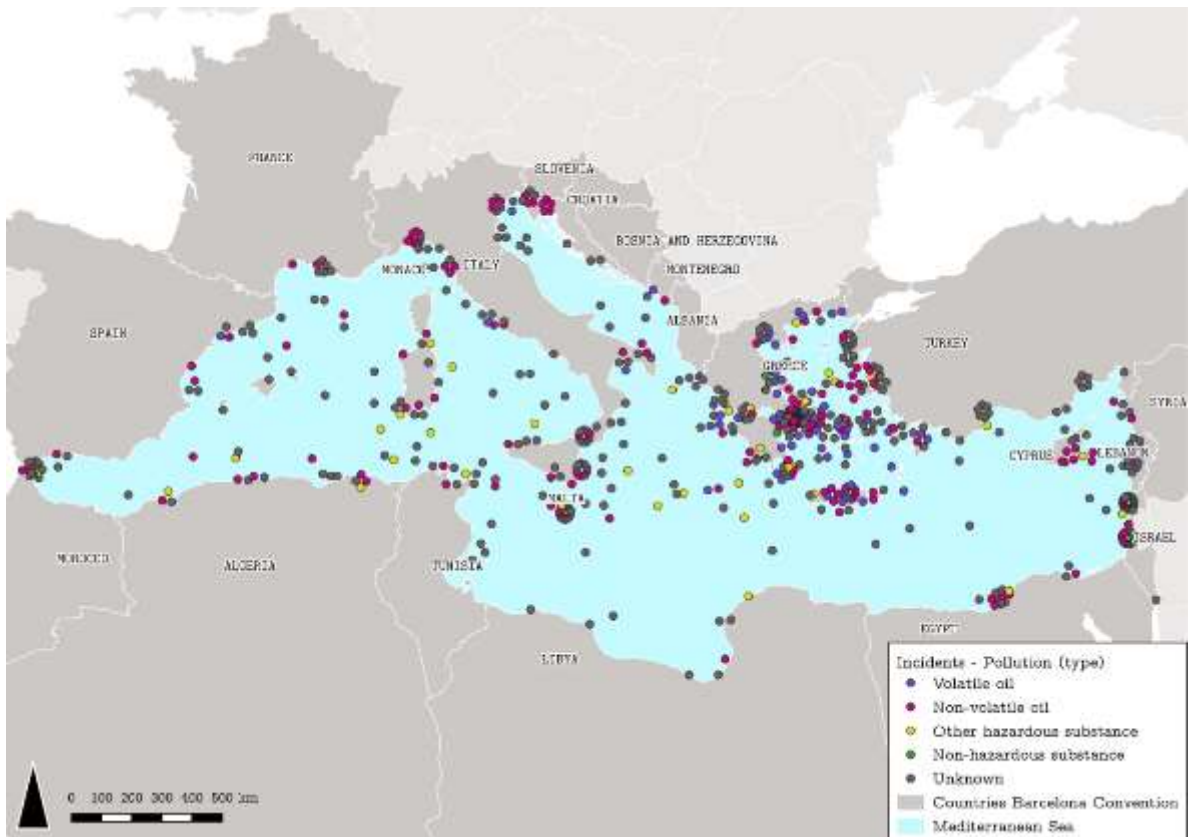 FRANCE
SLOVENIA
CROATIA
BOSNIA AND HERZEGOVINA
MONACO
ITALY
MONTENEGRO
SPAIN
ALBANIA
TURKEY
GREECE
SYRIA
CYPRUS
LEBANON
MALTA
ISRAEL
MOROCCO
ALGERIA
TUNISIA
EGYPT
LIBYA
Incidents - Pollution (type)
Volatile oil
Non-volatile oil
Other hazardous substance
Non-hazardous substance
Unknown
Countries Barcelona Convention
Mediterranean Sea
0 100 200 300 400 500 km